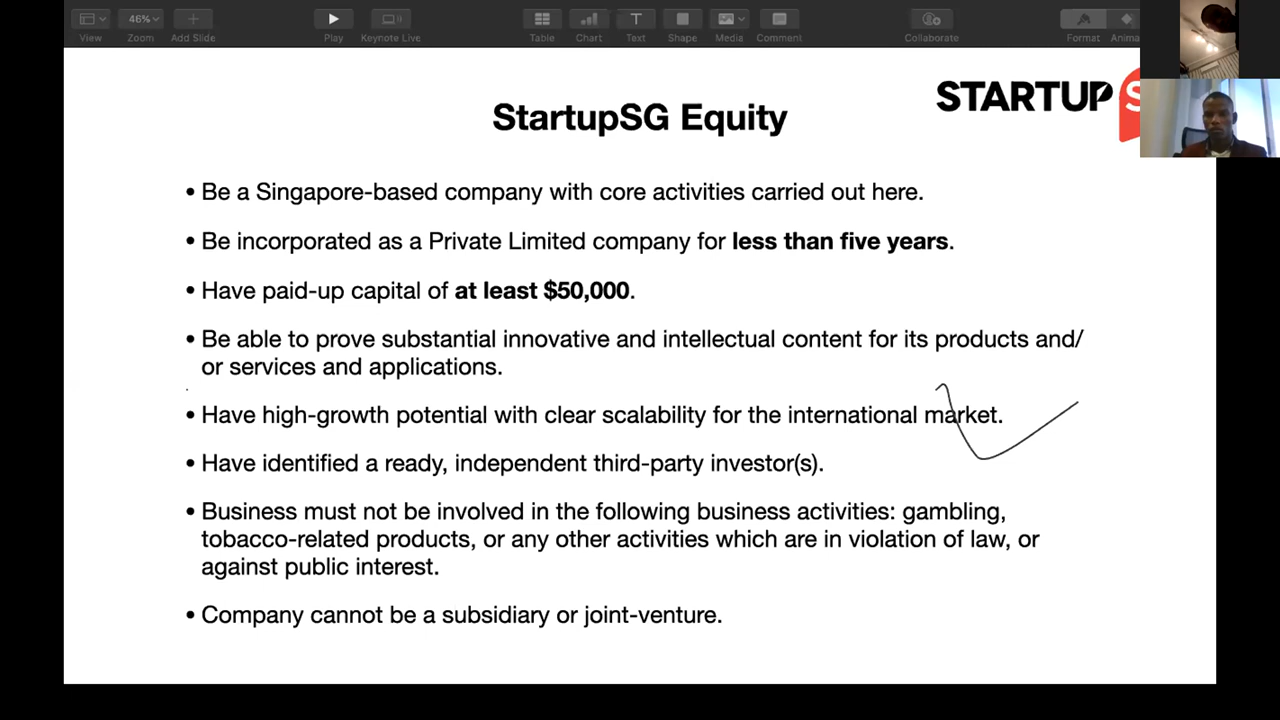 View
46%
Zoom
Add Slide
Play
Keynote Live
Table
Chart
Text
Shape
Media
Comment
Collaborate
Format
Anima
STARTUP S
StartupSG Equity
• Be a Singapore-based company with core activities carried out here.
• Be incorporated as a Private Limited company for less than five years.
• Have paid-up capital of at least $50,000.
• Be able to prove substantial innovative and intellectual content for its products and/
or services and applications.
• Have high-growth potential with clear scalability for the international market.
• Have identified a ready, independent third-party investor(s).
• Business must not be involved in the following business activities: gambling,
tobacco-related products, or any other activities which are in violation of law, or
against public interest.
• Company cannot be a subsidiary or joint-venture.